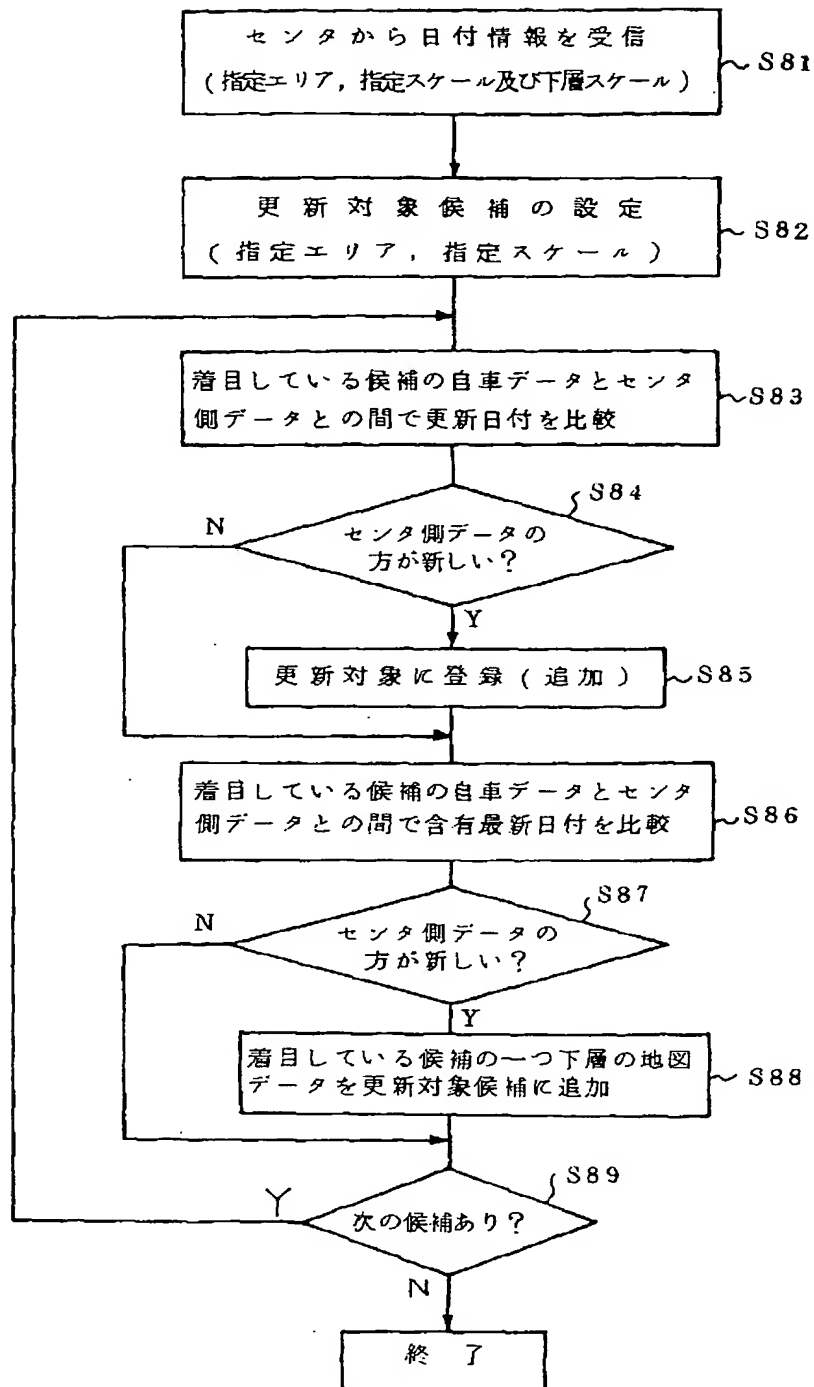 センタから日付情報を受信
(指定エリア,指定スケール及び下層スケール)
S81
更新対象候補の設定
(指定エリア,指定スケール)
S82
着目している候補の自車データとセンタ
側データとの間で更新日付を比較
S83
S84
N
センタ側データの
方が新しい?
Y
更新対象に登録(追加)
S85
着目している候補の自車データとセンタ
側データとの間で含有最新日付を比較
S86
S87
N
センタ側データの
方が新しい?
Y
着目している候補の一つ下層の地図
データを更新対象候補に追加
S88
S89
Y
次の候補あり?
N
終了